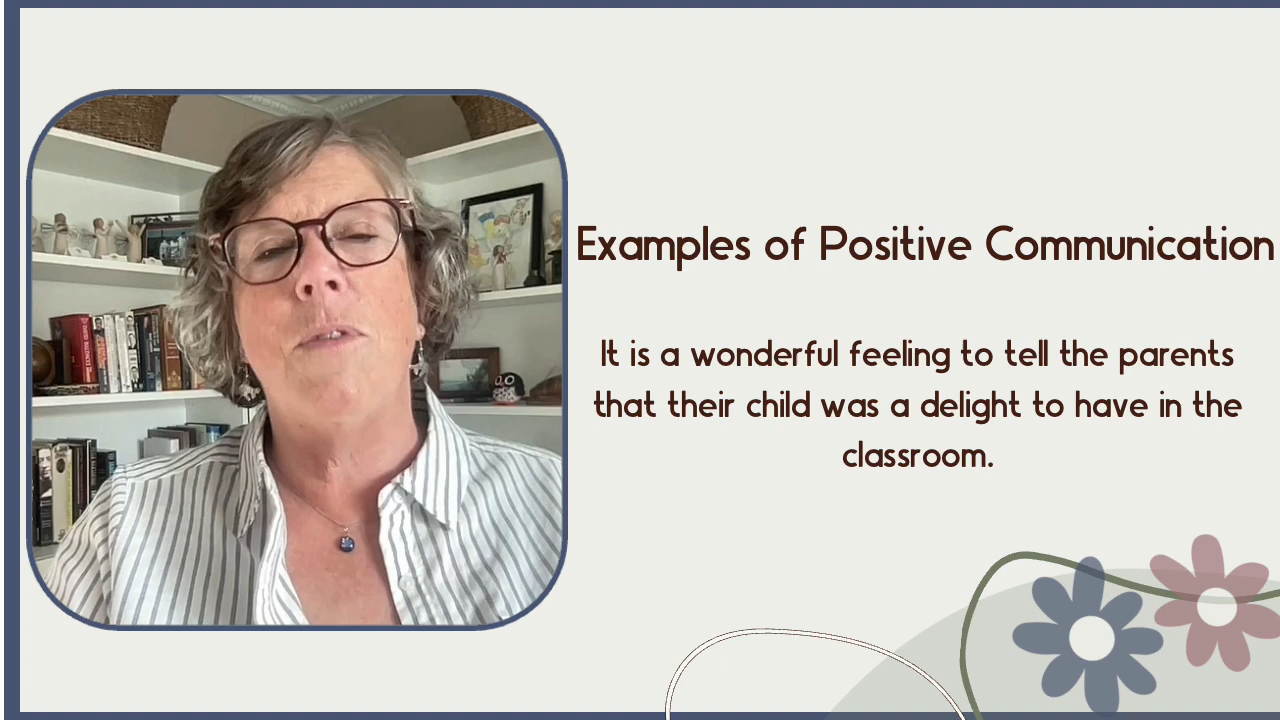 Examples of Positive Communication
It is a wonderful feeling to tell the parents
that their child was a delight to have in the
classroom.